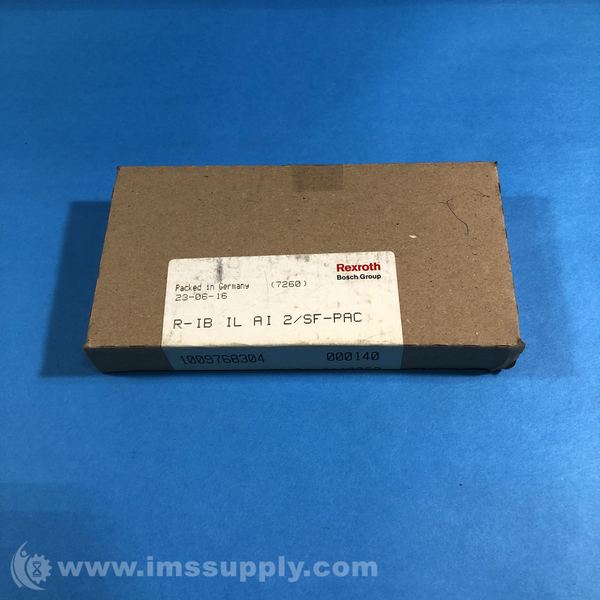 Rexroth
Bosch Group
Packed in Germany (7260)
23-06-16
R-IB IL AI 2/SF-PAC
1009768304 000140
www.imssupply.com